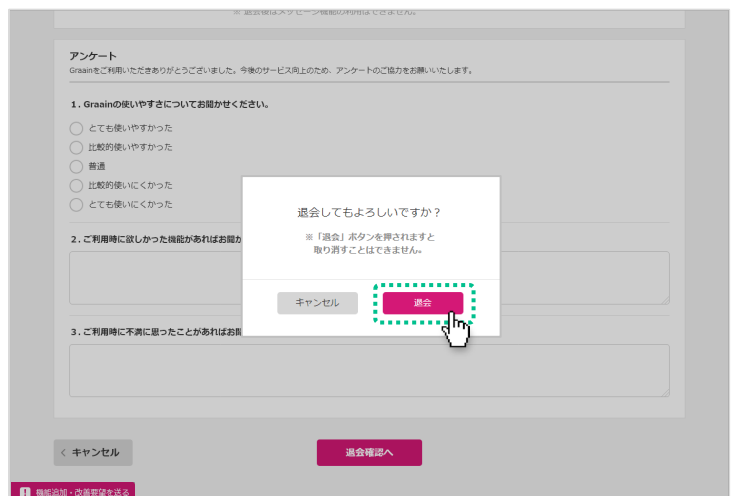 ※ 退会後はメッセージ機能の利用はできません。
アンケート
Graainをご利用いただきありがとうございました。今後のサービス向上のため、アンケートのご協力をお願いいたします。
1. Graainの使いやすさについてお聞かせください。
とても使いやすかった
比較的使いやすかった
普通
比較的使いにくかった
とても使いにくかった
退会してもよろしいですか？
※「退会」ボタンを押されますと
取り消すことはできません。
キャンセル 退会
2. ご利用時に欲しかった機能があればお聞か
3. ご利用時に不満に思ったことがあればお聞
< キャンセル 退会確認へ
機能追加・改善要望を送る